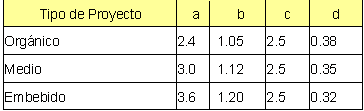 Tipo de Proyecto a b c d
Orgánico 2.4 1.05 2.5 0.38
Medio 3.0 1.12 2.5 0.35
Embebido 3.6 1.20 2.5 0.32